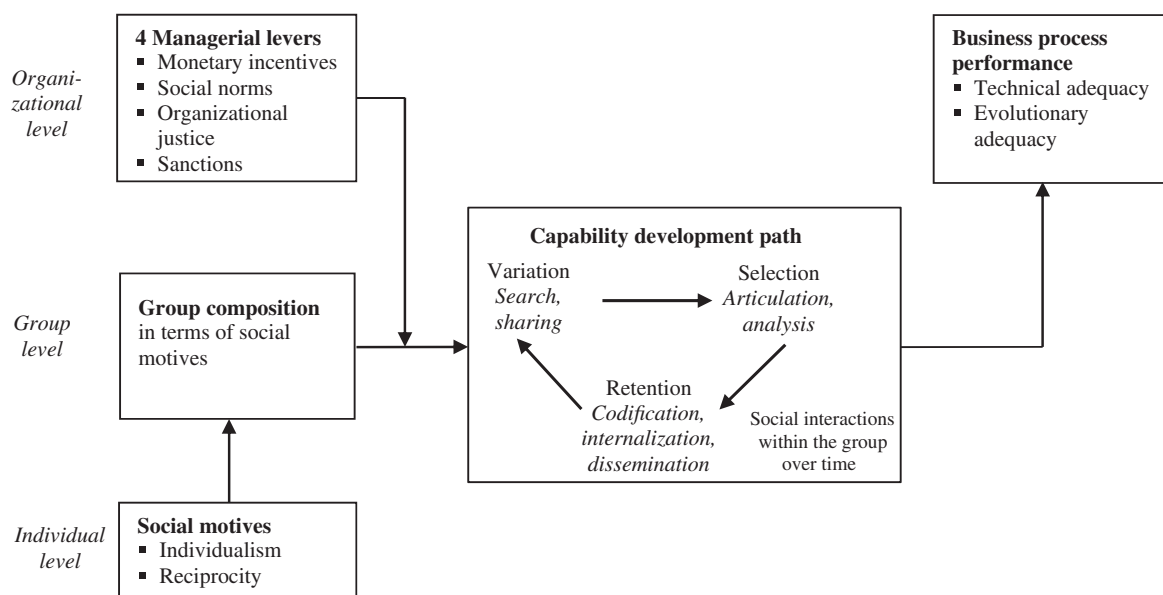 Organi-
zational
level
4 Managerial levers
▪ Monetary incentives
▪ Social norms
▪ Organizational
justice
▪ Sanctions
Business process
performance
▪ Technical adequacy
▪ Evolutionary
adequacy
Group
level
Group composition
in terms of social
motives
Capability development path
Variation
Search,
sharing
Selection
Articulation,
analysis
Retention
Codification,
internalization,
dissemination
Social interactions
within the group
over time
Individual
level
Social motives
▪ Individualism
▪ Reciprocity